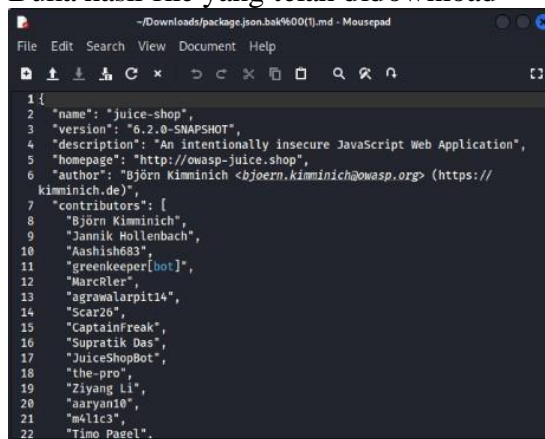 Buka hasil File yang telah didownload
~/Downloads/package.json.bak%00(1).md - Mousepad
File Edit Search View Document Help
1 {
2 "name": "juice-shop",
3 "version": "6.2.0-SNAPSHOT",
4 "description": "An intentionally insecure JavaScript Web Application",
5 "homepage": "http://owasp-juice.shop",
6 "author": "Björn Kimminich <bjoern.kimminich@owasp.org> (https://
kimminich.de)",
7 "contributors": [
8 "Björn Kimminich",
9 "Jannik Hollenbach",
10 "Aashish683",
11 "greenkeeper[bot]",
12 "MarcRler",
13 "agrawalarpit14",
14 "Scar26",
15 "CaptainFreak",
16 "Supratik Das",
17 "JuiceShopBot",
18 "the-pro",
19 "Ziyang Li",
20 "aaryan10",
21 "m4l1c3",
22 "Timo Pagel",